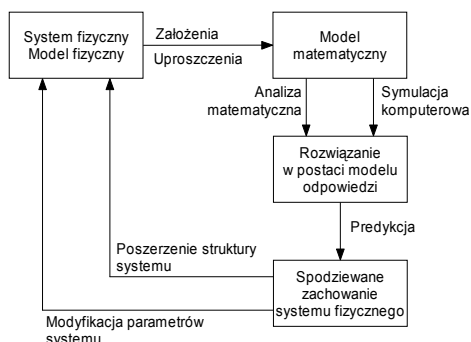 System fizyczny
Model fizyczny
Założenia
Uproszczenia
Model
matematyczny
Analiza
matematyczna
Symulacja
komputerowa
Rozwiązanie
w postaci modelu
odpowiedzi
Predykcja
Poszerzenie struktury
systemu
Spodziewane
zachowanie
systemu fizycznego
Modyfikacja parametrów
systemu